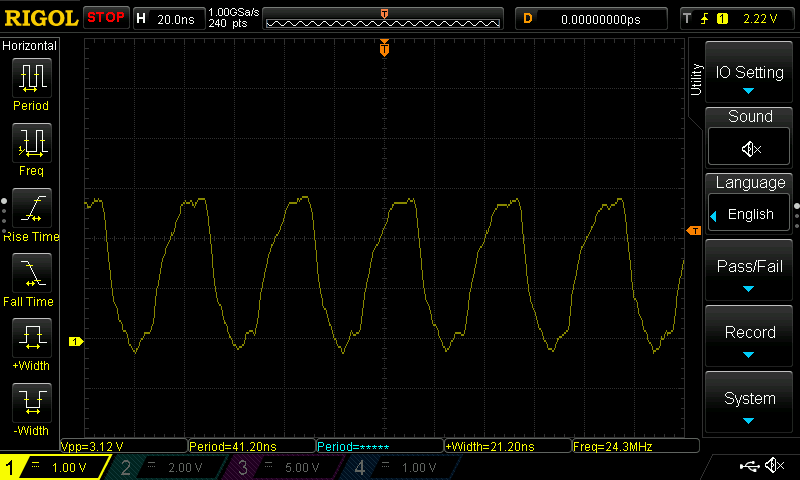 RIGOL STOP H 20.0ns 1.00GSa/s 240 pts T D 0.00000000ps T 1 2.22 V
Horizontal
Period
Freq
Rise Time
Fall Time
+Width
-Width
T
T
1
Utility
IO Setting
Sound
Language
English
Pass/Fail
Record
System
Vpp=3.12 V Period=41.20ns Period=***** +Width=21.20ns Freq=24.3MHz
1 1.00 V 2 2.00 V 3 5.00 V 4 1.00 V